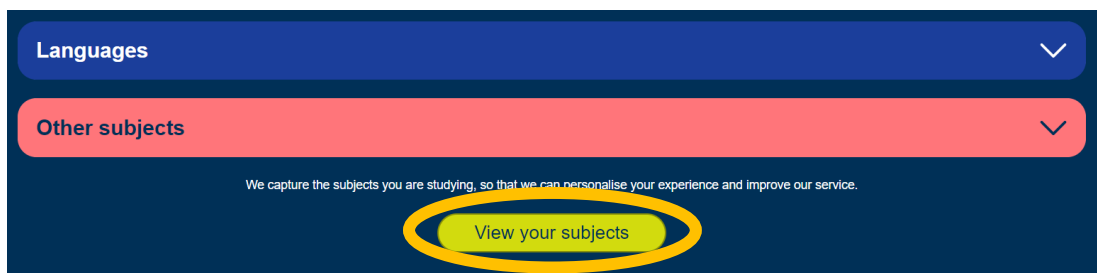 Languages
Other subjects
We capture the subjects you are studying, so that we can personalise your experience and improve our service.
View your subjects